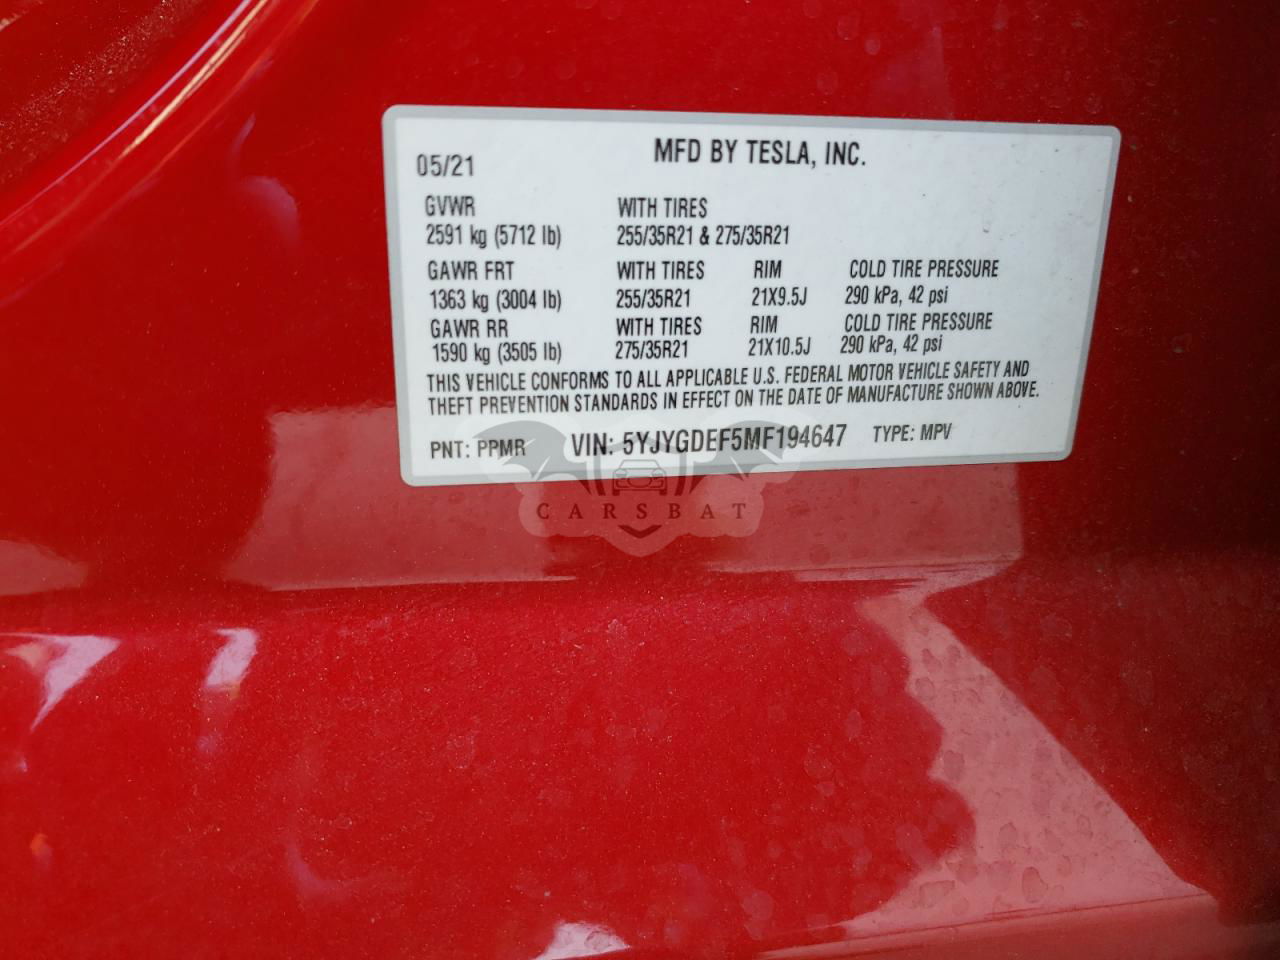 05/21 MFD BY TESLA, INC.
GVWR WITH TIRES
2591 kg (5712 lb) 255/35R21 & 275/35R21
GAWR FRT WITH TIRES RIM COLD TIRE PRESSURE
1363 kg (3004 lb) 255/35R21 21X9.5J 290 kPa, 42 psi
GAWR RR WITH TIRES RIM COLD TIRE PRESSURE
1590 kg (3505 lb) 275/35R21 21X10.5J 290 kPa, 42 psi
THIS VEHICLE CONFORMS TO ALL APPLICABLE U.S. FEDERAL MOTOR VEHICLE SAFETY AND
THEFT PREVENTION STANDARDS IN EFFECT ON THE DATE OF MANUFACTURE SHOWN ABOVE.
PNT: PPMR VIN: 5YJYGDEF5MF194647 TYPE: MPV
CARSBAT